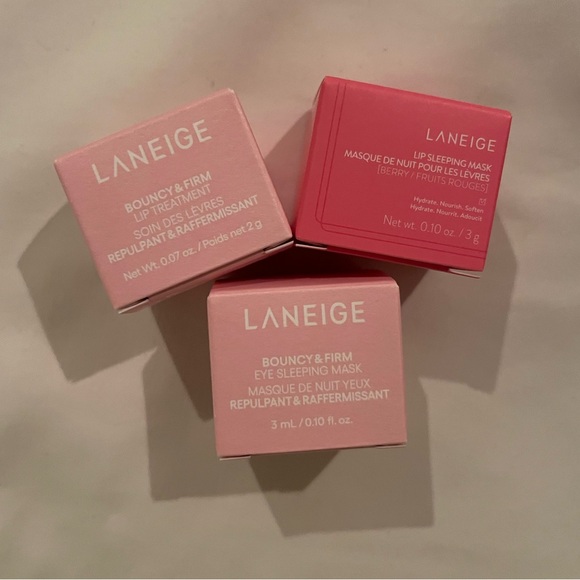 LANEIGE
BOUNCY & FIRM
LIP TREATMENT
SOIN DES LÈVRES
REPULPANT & RAFFERMISSANT
Net Wt. 0.07 oz. / Poids net 2 g
LANEIGE
LIP SLEEPING MASK
MASQUE DE NUIT POUR LES LÈVRES
[BERRY / FRUITS ROUGES]
Hydrate. Nourish. Soften.
Hydrate. Nourrit. Adoucit.
Net wt. 0.10 oz. / 3 g
LANEIGE
BOUNCY & FIRM
EYE SLEEPING MASK
MASQUE DE NUIT YEUX
REPULPANT & RAFFERMISSANT
3 mL / 0.10 fl. oz.